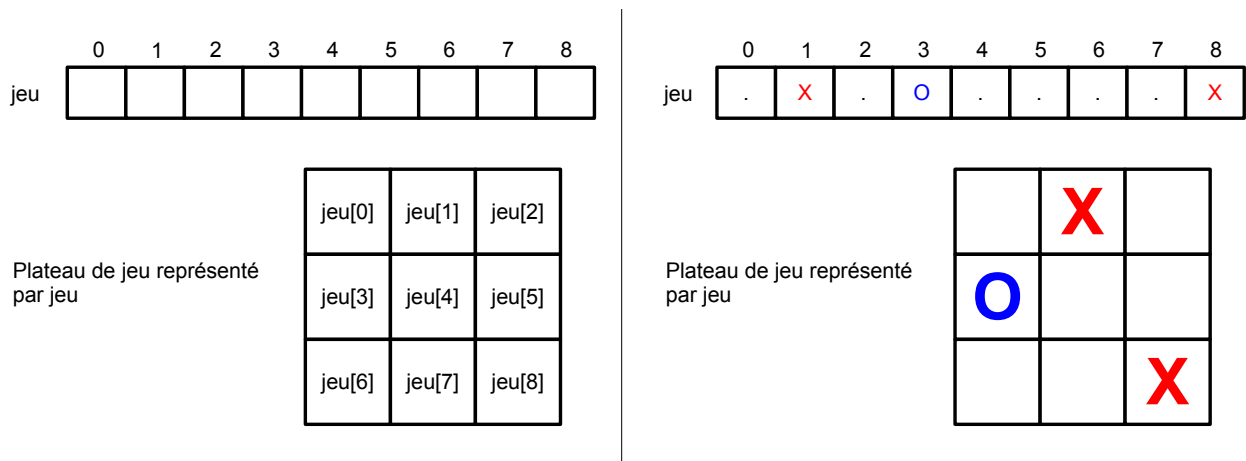 0 1 2 3 4 5 6 7 8
jeu
jeu[0] jeu[1] jeu[2]
Plateau de jeu représenté
par jeu
jeu[3] jeu[4] jeu[5]
jeu[6] jeu[7] jeu[8]
0 1 2 3 4 5 6 7 8
jeu . X . O . . . . X
X
Plateau de jeu représenté
par jeu
O
X